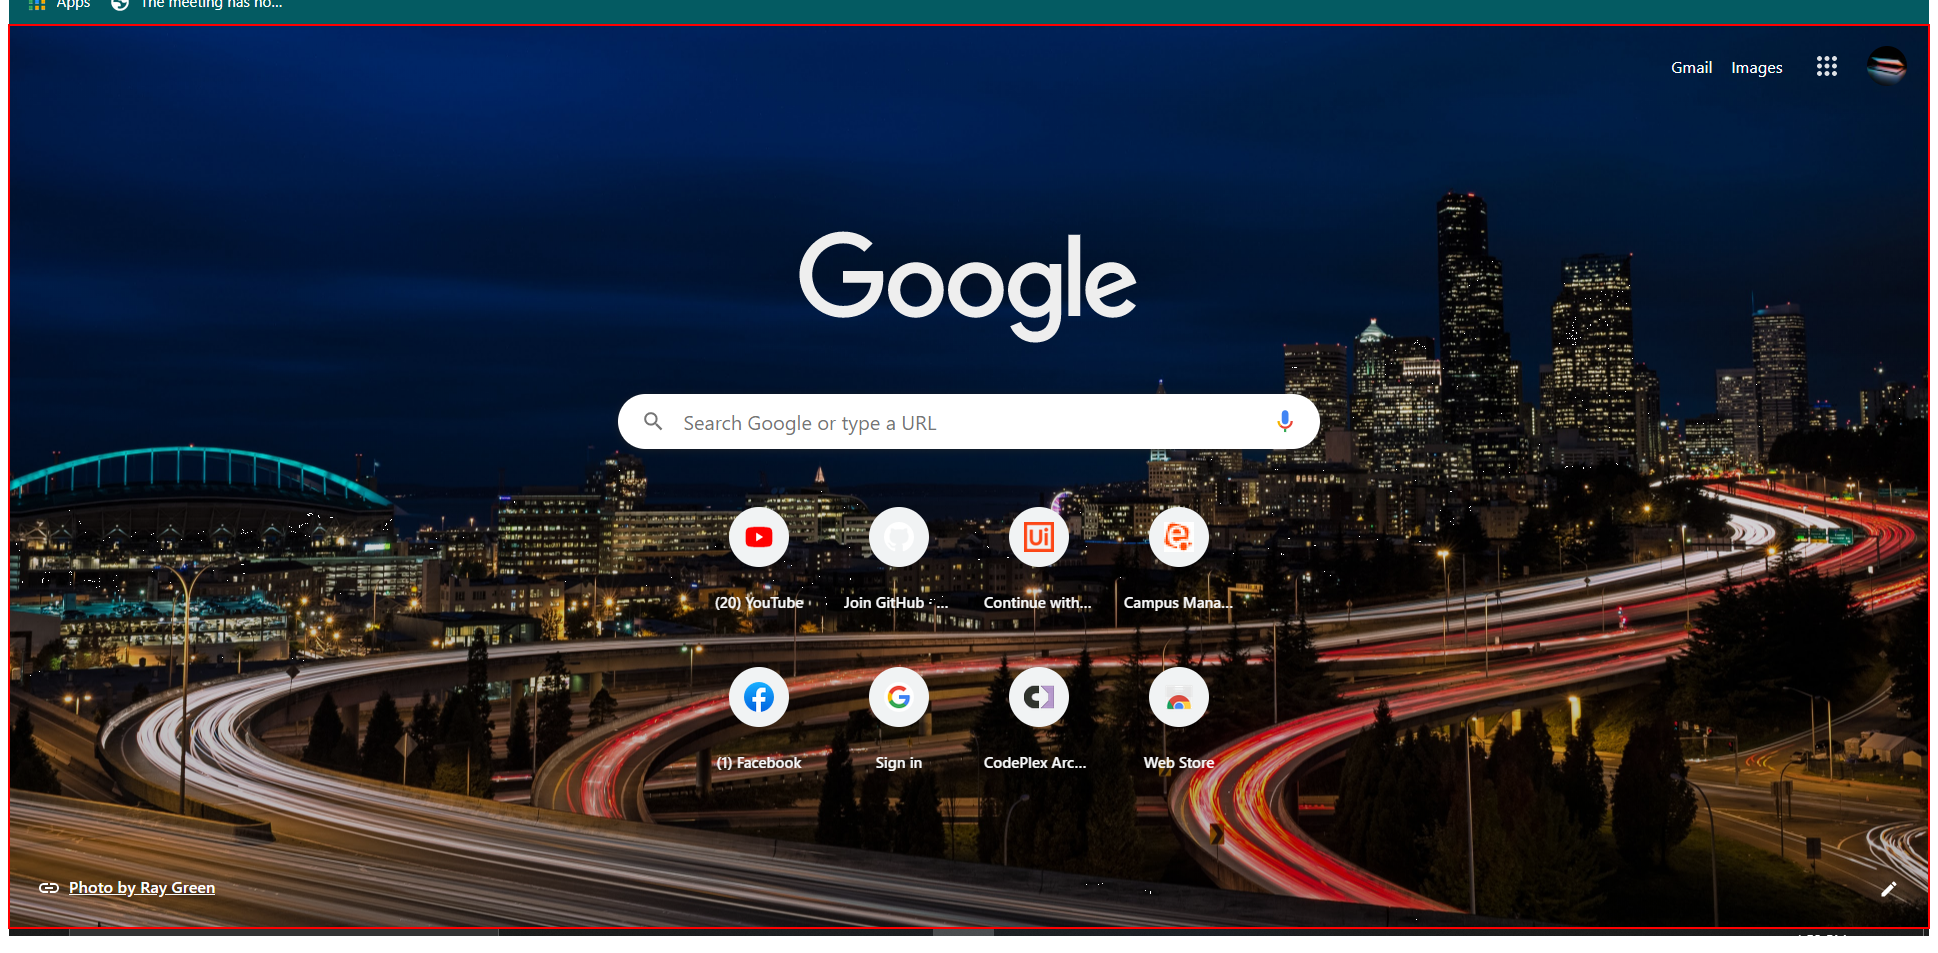 Apps The meeting has no...
Gmail Images
Google
Search Google or type a URL
(20) YouTube
Join GitHub · ...
Continue with...
Campus Mana...
(1) Facebook
Sign in
CodePlex Arc...
Web Store
Photo by Ray Green